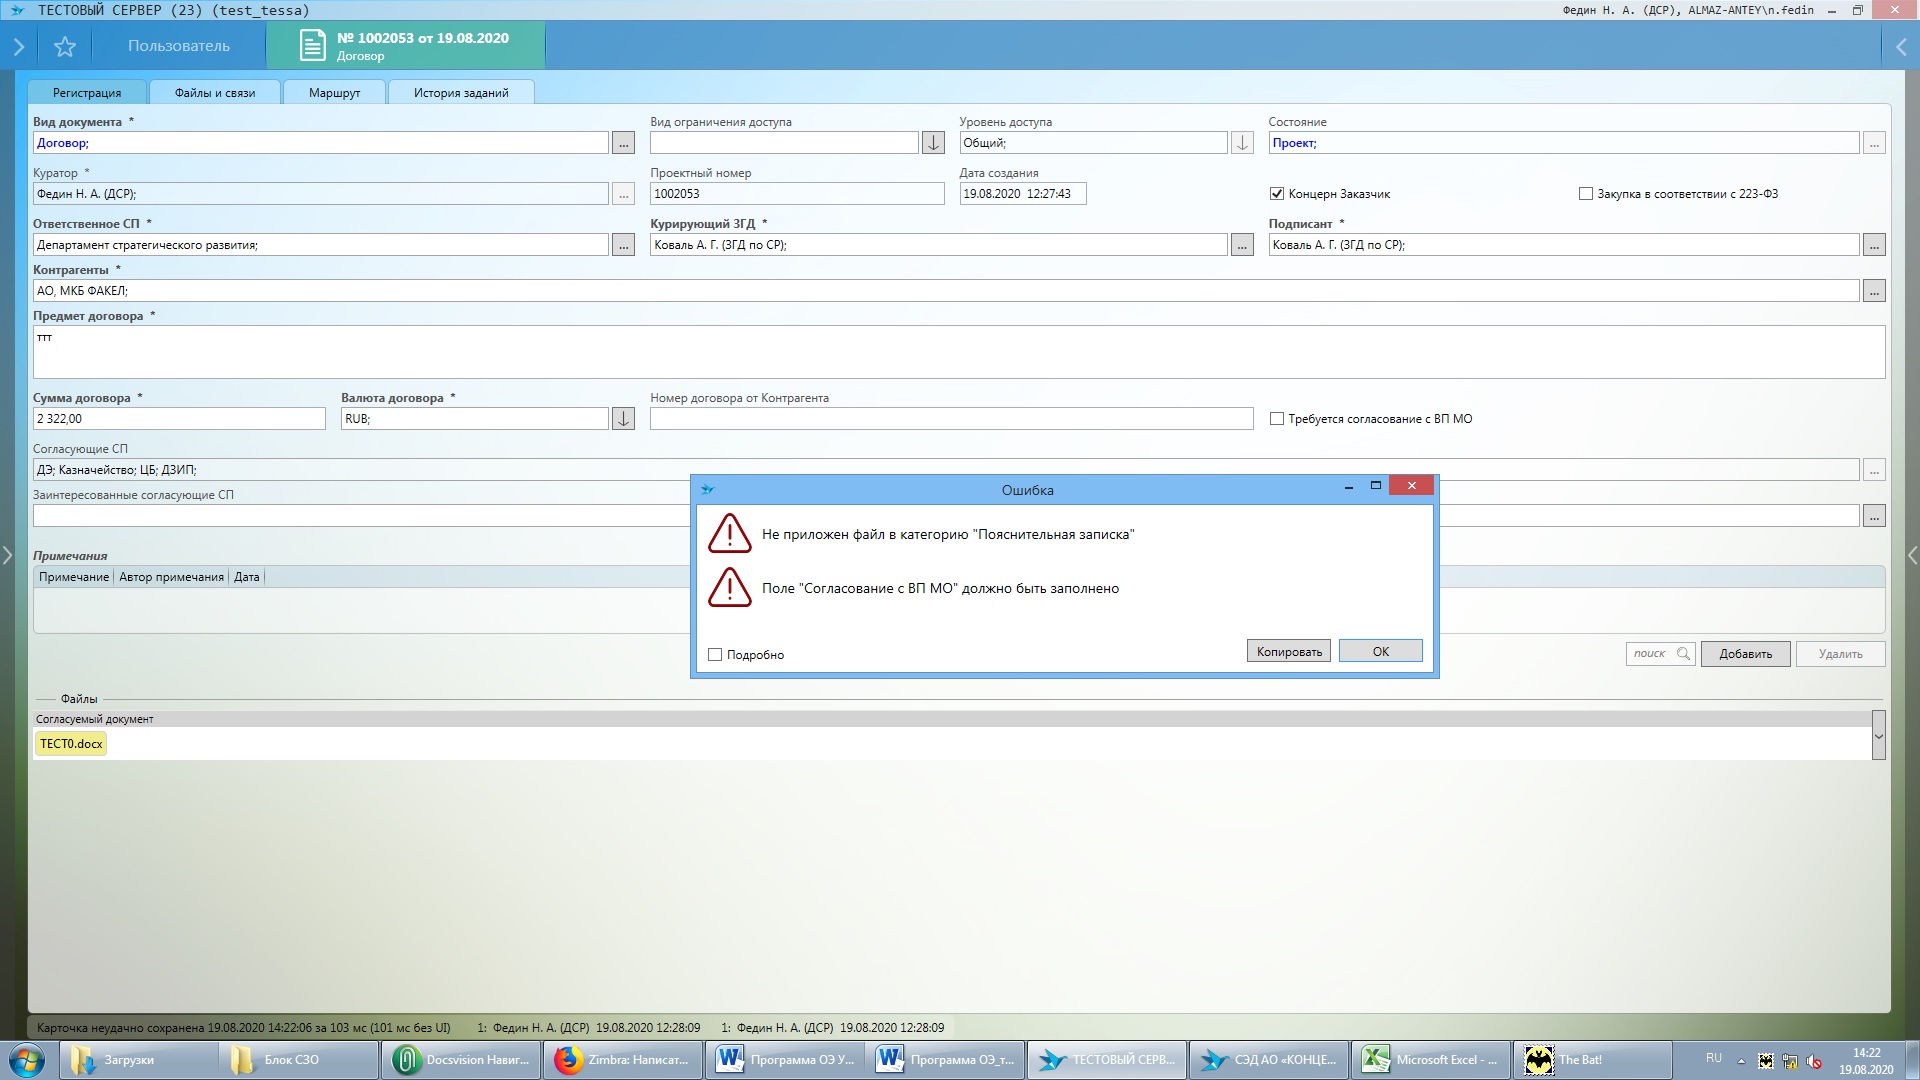 ТЕСТОВЫЙ СЕРВЕР (23) (test_tessa)
Федин Н. А. (ДСР), ALMAZ-ANTEY\n.fedin
Пользователь
№ 1002053 от 19.08.2020
Договор
Регистрация
Файлы и связи
Маршрут
История заданий
Вид документа *
Вид ограничения доступа
Уровень доступа
Состояние
Договор;
...
Общий;
Проект;
...
Куратор *
Проектный номер
Дата создания
Федин Н. А. (ДСР);
...
1002053
19.08.2020 12:27:43
Концерн Заказчик
Закупка в соответствии с 223-ФЗ
Ответственное СП *
Курирующий ЗГД *
Подписант *
Департамент стратегического развития;
...
Коваль А. Г. (ЗГД по СР);
...
Коваль А. Г. (ЗГД по СР);
...
Контрагенты *
АО, МКБ ФАКЕЛ;
...
Предмет договора *
ттт
Сумма договора *
Валюта договора *
Номер договора от Контрагента
2 322,00
RUB;
Требуется согласование с ВП МО
Согласующие СП
ДЭ; Казначейство; ЦБ; ДЗИП;
...
Заинтересованные согласующие СП
...
Ошибка
Не приложен файл в категорию "Пояснительная записка"
Поле "Согласование с ВП МО" должно быть заполнено
Подробно
Копировать
ОК
Примечания
Примечание
Автор примечания
Дата
поиск
Добавить
Удалить
Файлы
Согласуемый документ
ТЕСТ0.docx
Карточка неудачно сохранена 19.08.2020 14:22:06 за 103 мс (101 мс без UI)
1: Федин Н. А. (ДСР) 19.08.2020 12:28:09
1: Федин Н. А. (ДСР) 19.08.2020 12:28:09
Загрузки
Блок СЗО
Docsvision Навиг...
Zimbra: Написат...
Программа ОЭ У...
Программа ОЭ_т...
ТЕСТОВЫЙ СЕРВ...
СЭД АО «КОНЦЕ...
Microsoft Excel - ...
The Bat!
RU
14:22
19.08.2020